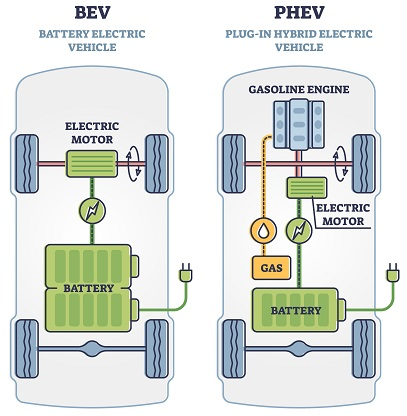 BEV
BATTERY ELECTRIC
VEHICLE
ELECTRIC
MOTOR
BATTERY
PHEV
PLUG-IN HYBRID ELECTRIC
VEHICLE
GASOLINE ENGINE
ELECTRIC
MOTOR
GAS
BATTERY